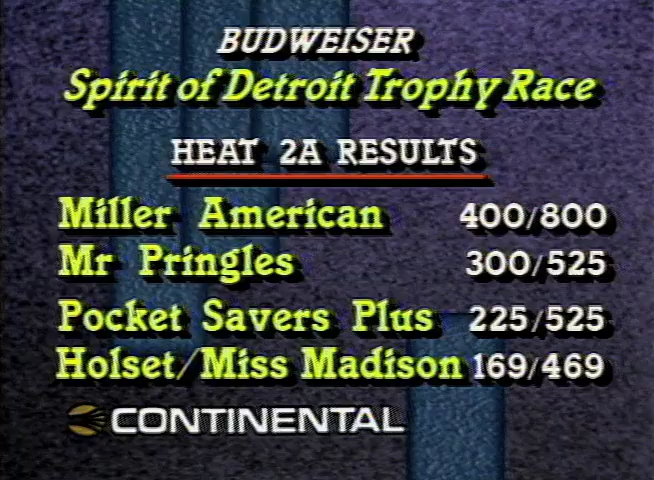 BUDWEISER
Spirit of Detroit Trophy Race
HEAT 2A RESULTS
Miller American 400/800
Mr Pringles 300/525
Pocket Savers Plus 225/525
Holset/Miss Madison 169/469
CONTINENTAL